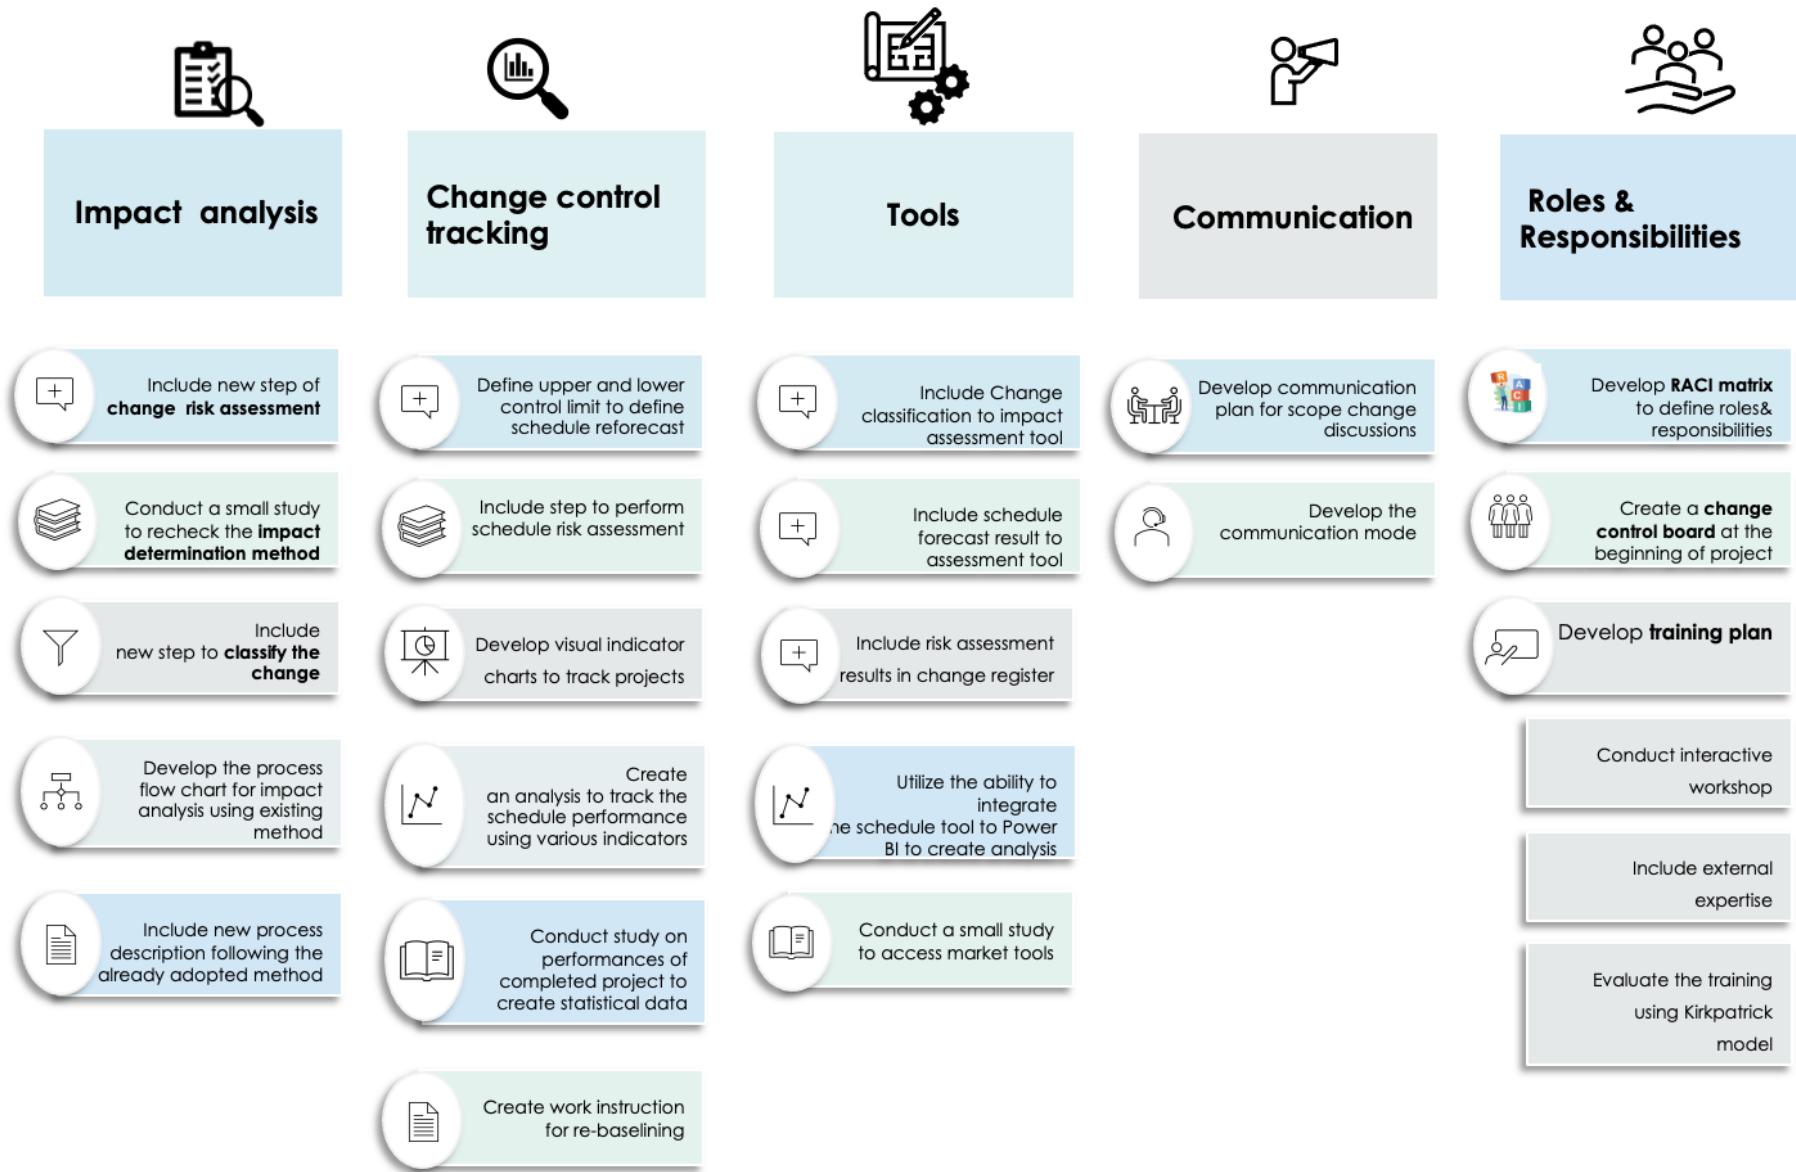 Impact analysis
Include new step of
change risk assessment
Conduct a small study
to recheck the impact
determination method
Include
new step to classify the
change
Develop the process
flow chart for impact
analysis using existing
method
Include new process
description following the
already adopted method
Change control
tracking
Define upper and lower
control limit to define
schedule reforecast
Include step to perform
schedule risk assessment
Develop visual indicator
charts to track projects
Create
an analysis to track the
schedule performance
using various indicators
Conduct study on
performances of
completed project to
create statistical data
Create work instruction
for re-baselining
Tools
Include Change
classification to impact
assessment tool
Include schedule
forecast result to
assessment tool
Include risk assessment
results in change register
Utilize the ability to
integrate
he schedule tool to Power
BI to create analysis
Conduct a small study
to access market tools
Communication
Develop communication
plan for scope change
discussions
Develop the
communication mode
Roles &
Responsibilities
R A C I
Develop RACI matrix
to define roles&
responsibilities
Create a change
control board at the
beginning of project
Develop training plan
Conduct interactive
workshop
Include external
expertise
Evaluate the training
using Kirkpatrick
model